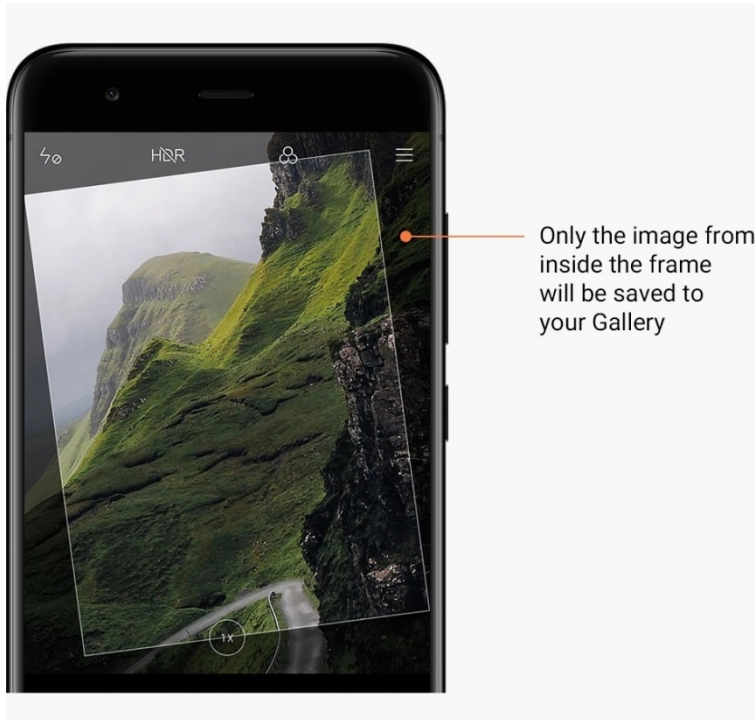 HDR
1X
Only the image from
inside the frame
will be saved to
your Gallery